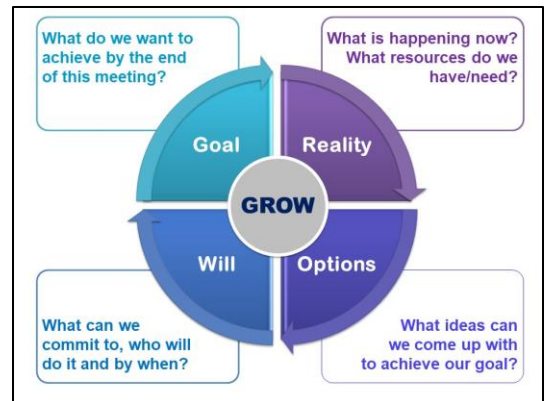 What do we want to
achieve by the end
of this meeting?
What is happening now?
What resources do we
have/need?
Goal
Reality
GROW
Will
Options
What can we
commit to, who will
do it and by when?
What ideas can
we come up with
to achieve our goal?